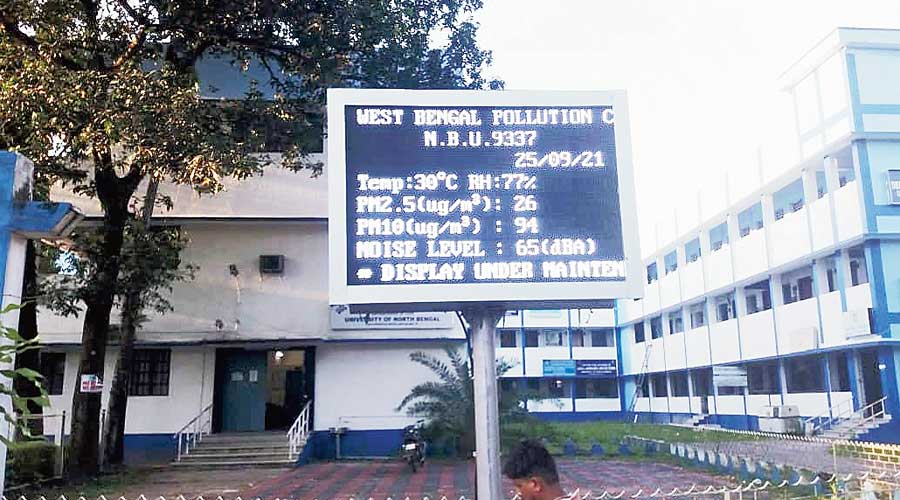 WEST BENGAL POLLUTION C
N.B.U.9337
25/09/21
Temp:30°C RH:77%
PM2.5(ug/m³): 26
PM10(ug/m³) : 94
NOISE LEVEL : 65(dBA)
* DISPLAY UNDER MAINTEN
UNIVERSITY OF NORTH BENGAL